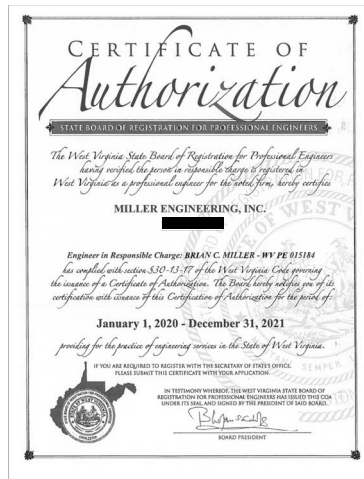 CERTIFICATE OF
Authorization
STATE BOARD OF REGISTRATION FOR PROFESSIONAL ENGINEERS
The West Virginia State Board of Registration for Professional Engineers
having verified the person in responsible charge is registered in
West Virginia as a professional engineer for the noted firm, hereby certifies
MILLER ENGINEERING, INC.
Engineer in Responsible Charge: BRIAN C. MILLER - WV PE 015184
has complied with section §30-13-17 of the West Virginia Code governing
the issuance of a Certificate of Authorization. The Board hereby notifies you of its
certification with issuance of this Certification of Authorization for the period of:
January 1, 2020 - December 31, 2021
providing for the practice of engineering services in the State of West Virginia.
IF YOU ARE REQUIRED TO REGISTER WITH THE SECRETARY OF STATE'S OFFICE,
PLEASE SUBMIT THIS CERTIFICATE WITH YOUR APPLICATION.
IN TESTIMONY WHEREOF, THE WEST VIRGINIA STATE BOARD OF
REGISTRATION FOR PROFESSIONAL ENGINEERS HAS ISSUED THIS COA
UNDER ITS SEAL, AND SIGNED BY THE PRESIDENT OF SAID BOARD.
BOARD PRESIDENT